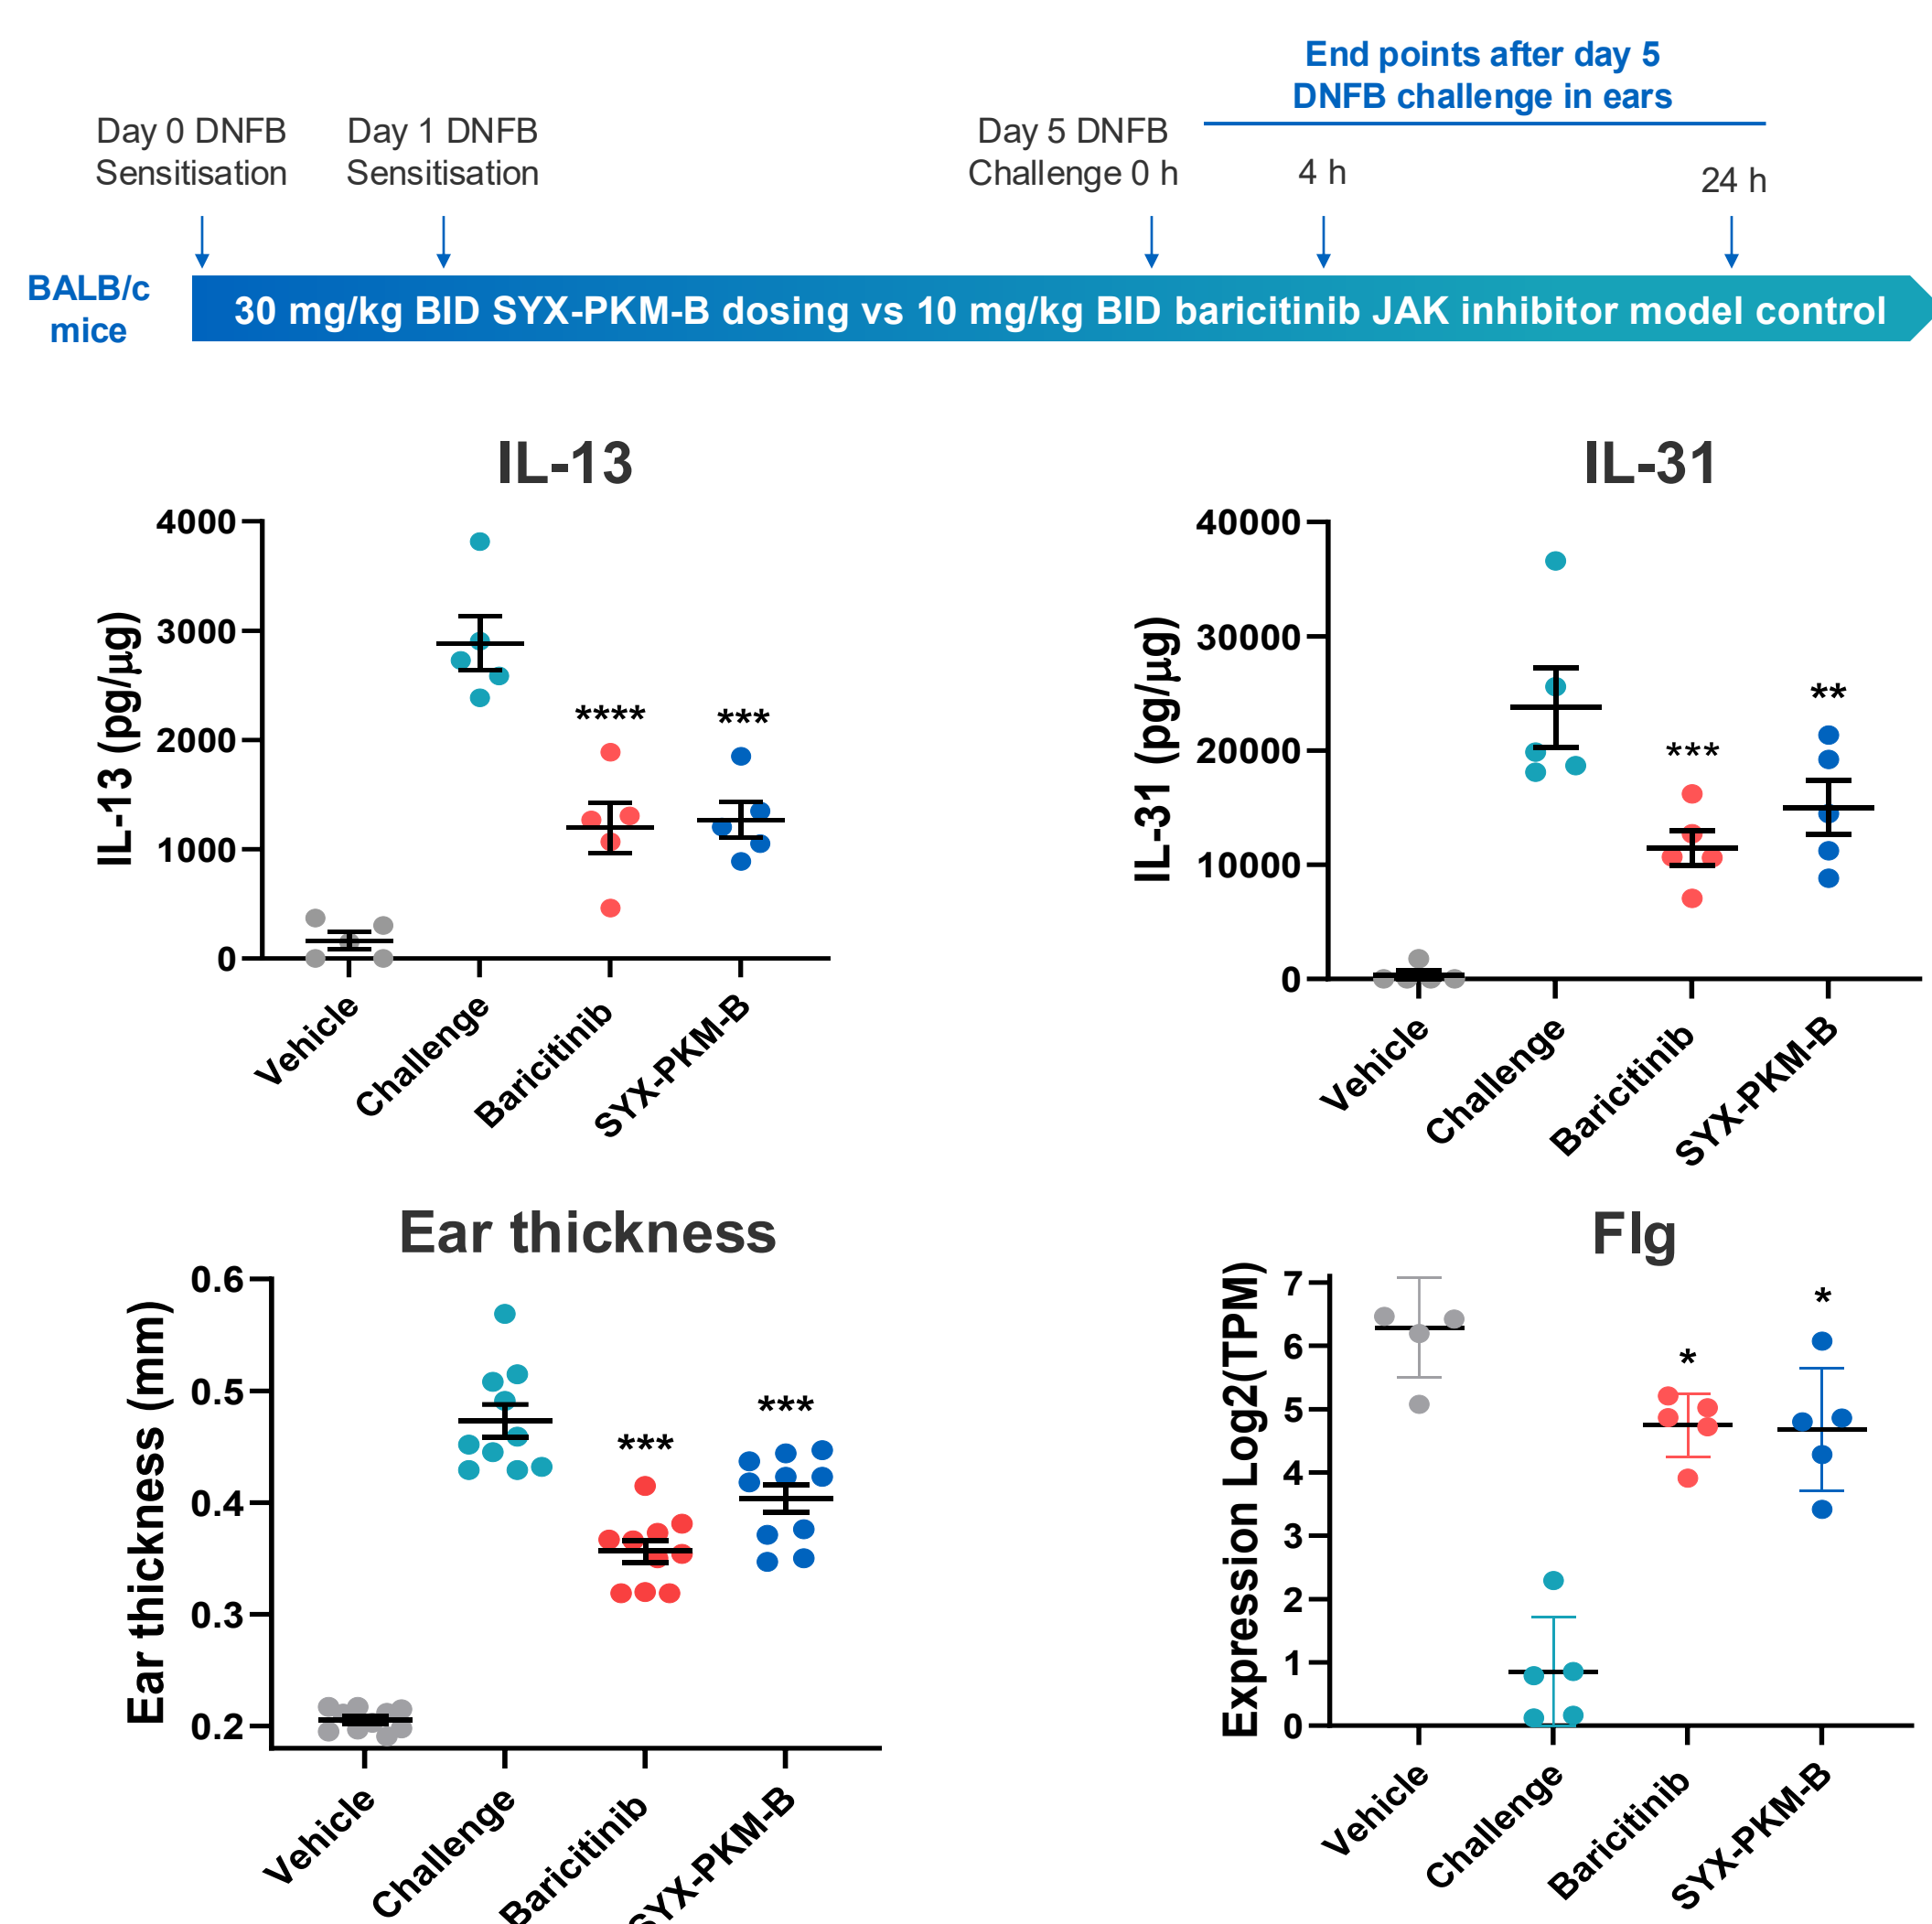 End points after day 5
DNFB challenge in ears
Day 0 DNFB
Sensitisation
Day 1 DNFB
Sensitisation
Day 5 DNFB
Challenge 0 h
4 h
24 h
BALB/c
mice
30 mg/kg BID SYX-PKM-B dosing vs 10 mg/kg BID baricitinib JAK inhibitor model control
IL-13
IL-13 (pg/µg)
4000
3000
2000
1000
0
****
***
Vehicle
Challenge
Baricitinib
SYX-PKM-B
IL-31
IL-31 (pg/µg)
40000
30000
20000
10000
0
***
**
Vehicle
Challenge
Baricitinib
SYX-PKM-B
Ear thickness
Ear thickness (mm)
0.6
0.5
0.4
0.3
0.2
***
***
Vehicle
Challenge
Baricitinib
SYX-PKM-B
Flg
Expression Log2(TPM)
7
6
5
4
3
2
1
0
*
*
Vehicle
Challenge
Baricitinib
SYX-PKM-B